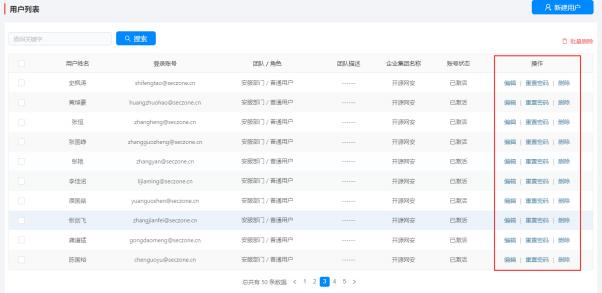 用户列表
新建用户
请输入关键字
搜索
批量删除
用户姓名 登录账号 团队 / 角色 团队描述 企业集团名称 账号状态 操作
史枫涛 shifengtao@seczone.cn 安服部门 / 普通用户 ------ 开源网安 已激活 编辑 | 重置密码 | 删除
黄焯豪 huangzhuohao@seczone.cn 安服部门 / 普通用户 ------ 开源网安 已激活 编辑 | 重置密码 | 删除
张恒 zhangheng@seczone.cn 安服部门 / 普通用户 ------ 开源网安 已激活 编辑 | 重置密码 | 删除
张国峥 zhangguozheng@seczone.cn 安服部门 / 普通用户 ------ 开源网安 已激活 编辑 | 重置密码 | 删除
张艳 zhangyan@seczone.cn 安服部门 / 普通用户 ------ 开源网安 已激活 编辑 | 重置密码 | 删除
李佳铭 lijiaming@seczone.cn 安服部门 / 普通用户 ------ 开源网安 已激活 编辑 | 重置密码 | 删除
yuanguoshen@seczone.cn 安服部门 / 普通用户 ------ 开源网安 已激活 编辑 | 重置密码 | 删除
张剑飞 zhangjianfei@seczone.cn 安服部门 / 普通用户 ------ 开源网安 已激活 编辑 | 重置密码 | 删除
龚道猛 gongdaomeng@seczone.cn 安服部门 / 普通用户 ------ 开源网安 已激活 编辑 | 重置密码 | 删除
陈国裕 chenguoyu@seczone.cn 安服部门 / 普通用户 ------ 开源网安 已激活 编辑 | 重置密码 | 删除
总共有 50 条数据 < 1 2 3 4 5 >